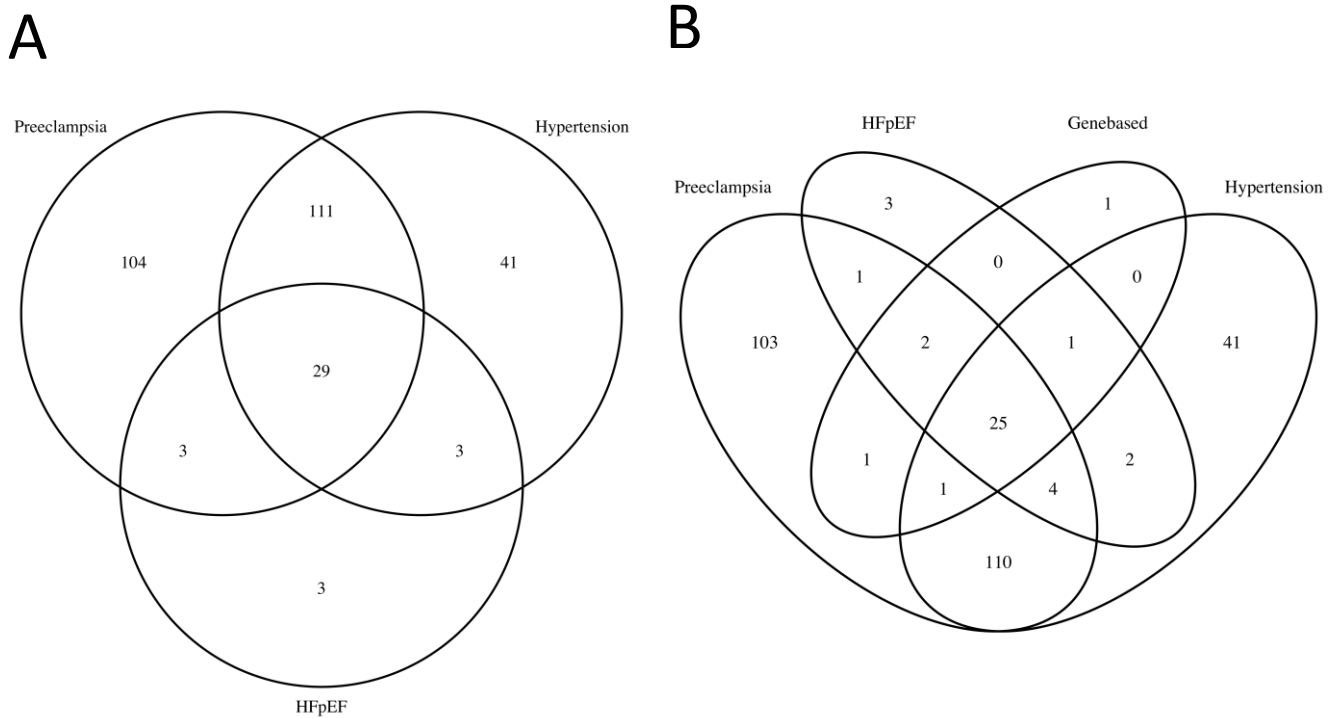 A
Preeclampsia
Hypertension
111
104
41
29
3
3
3
HFpEF
B
HFpEF
Genebased
Preeclampsia
Hypertension
3
1
1
0
0
103
2
1
41
25
1
2
1
4
110